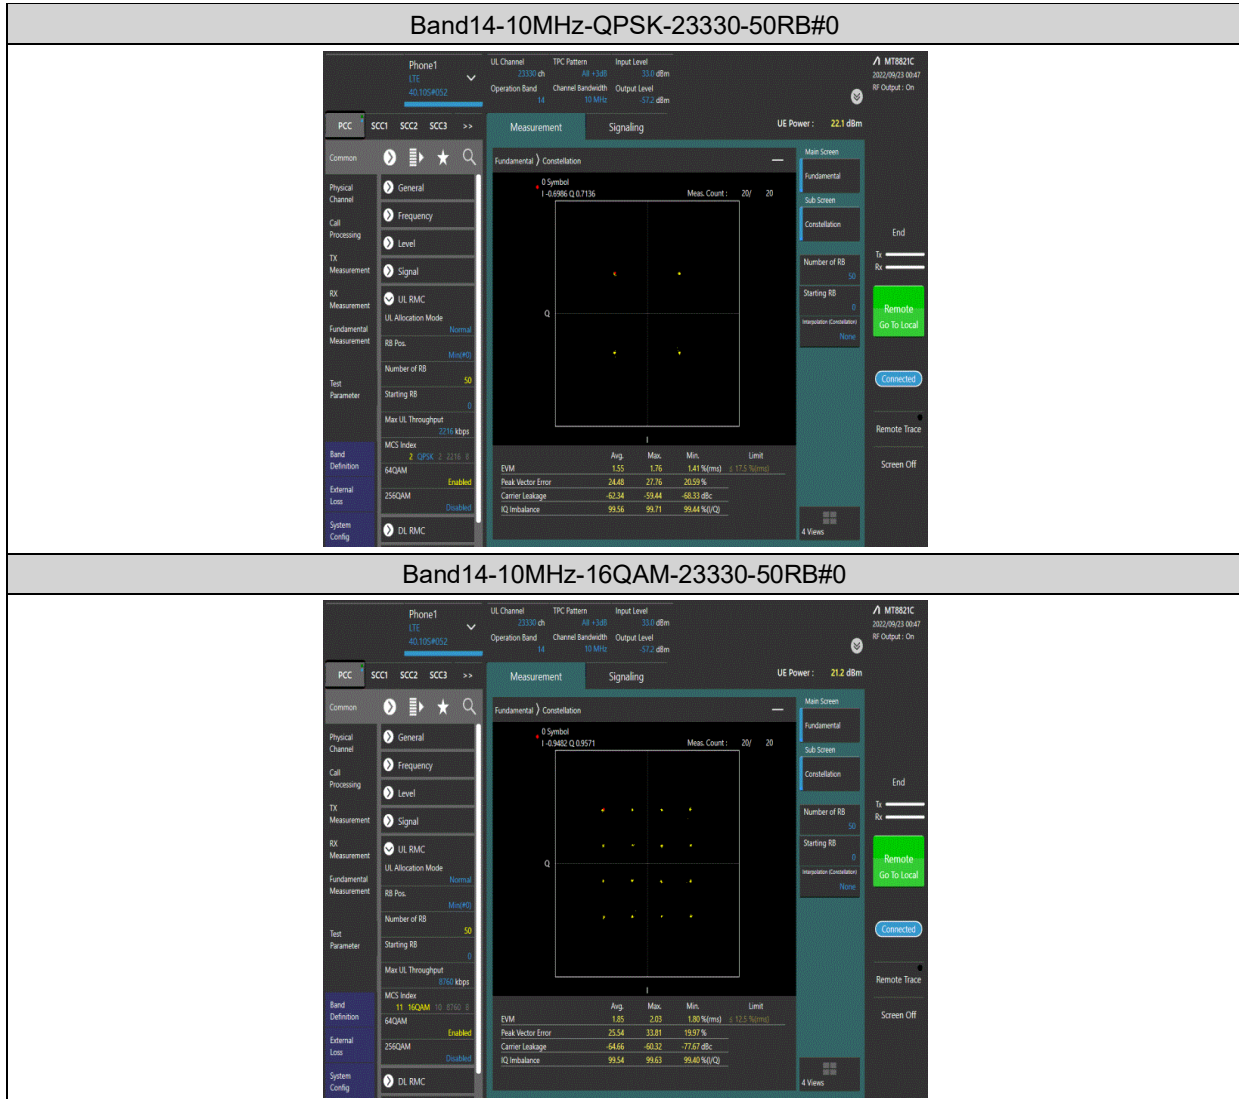 Band14-10MHz-QPSK-23330-50RB#0
Phone1
LTE
40.10S#052
UL Channel
23330 ch
TPC Pattern
All +3dB
Input Level
33.0 dBm
Operation Band
14
Channel Bandwidth
10 MHz
Output Level
-57.2 dBm
MT8821C
2022/09/23 00:47
RF Output : On
PCC SCC1 SCC2 SCC3 >>
Measurement Signaling
UE Power : 22.1 dBm
Common
Physical
Channel
Call
Processing
TX
Measurement
RX
Measurement
Fundamental
Measurement
Test
Parameter
Band
Definition
External
Loss
System
Config
General
Frequency
Level
Signal
UL RMC
UL Allocation Mode
Normal
RB Pos.
Min(#0)
Number of RB
50
Starting RB
0
Max UL Throughput
2216 kbps
MCS Index
2 QPSK 2 2216 8
64QAM
Enabled
256QAM
Disabled
DL RMC
Fundamental Constellation
0 Symbol
I -0.6986 Q 0.7136
Meas. Count : 20/ 20
Q
I
Avg. Max. Min. Limit
EVM 1.55 1.76 1.41 %(rms) ≤ 17.5 %(rms)
Peak Vector Error 24.48 27.76 20.59 %
Carrier Leakage -62.34 -59.44 -68.33 dBc
IQ Imbalance 99.56 99.71 99.44 %(I/Q)
Main Screen
Fundamental
Sub Screen
Constellation
Number of RB
50
Starting RB
0
Interpolation (Constellation)
None
4 Views
End
Tx
Rx
Remote
Go To Local
Connected
Remote Trace
Screen Off
Band14-10MHz-16QAM-23330-50RB#0
Phone1
LTE
40.10S#052
UL Channel
23330 ch
TPC Pattern
All +3dB
Input Level
33.0 dBm
Operation Band
14
Channel Bandwidth
10 MHz
Output Level
-57.2 dBm
MT8821C
2022/09/23 00:47
RF Output : On
PCC SCC1 SCC2 SCC3 >>
Measurement Signaling
UE Power : 21.2 dBm
Common
Physical
Channel
Call
Processing
TX
Measurement
RX
Measurement
Fundamental
Measurement
Test
Parameter
Band
Definition
External
Loss
System
Config
General
Frequency
Level
Signal
UL RMC
UL Allocation Mode
Normal
RB Pos.
Min(#0)
Number of RB
50
Starting RB
0
Max UL Throughput
8760 kbps
MCS Index
11 16QAM 10 8760 8
64QAM
Enabled
256QAM
Disabled
DL RMC
Fundamental Constellation
0 Symbol
I -0.9482 Q 0.9571
Meas. Count : 20/ 20
Q
I
Avg. Max. Min. Limit
EVM 1.85 2.03 1.80 %(rms) ≤ 12.5 %(rms)
Peak Vector Error 25.54 33.81 19.97 %
Carrier Leakage -64.66 -60.32 -77.67 dBc
IQ Imbalance 99.54 99.63 99.40 %(I/Q)
Main Screen
Fundamental
Sub Screen
Constellation
Number of RB
50
Starting RB
0
Interpolation (Constellation)
None
4 Views
End
Tx
Rx
Remote
Go To Local
Connected
Remote Trace
Screen Off